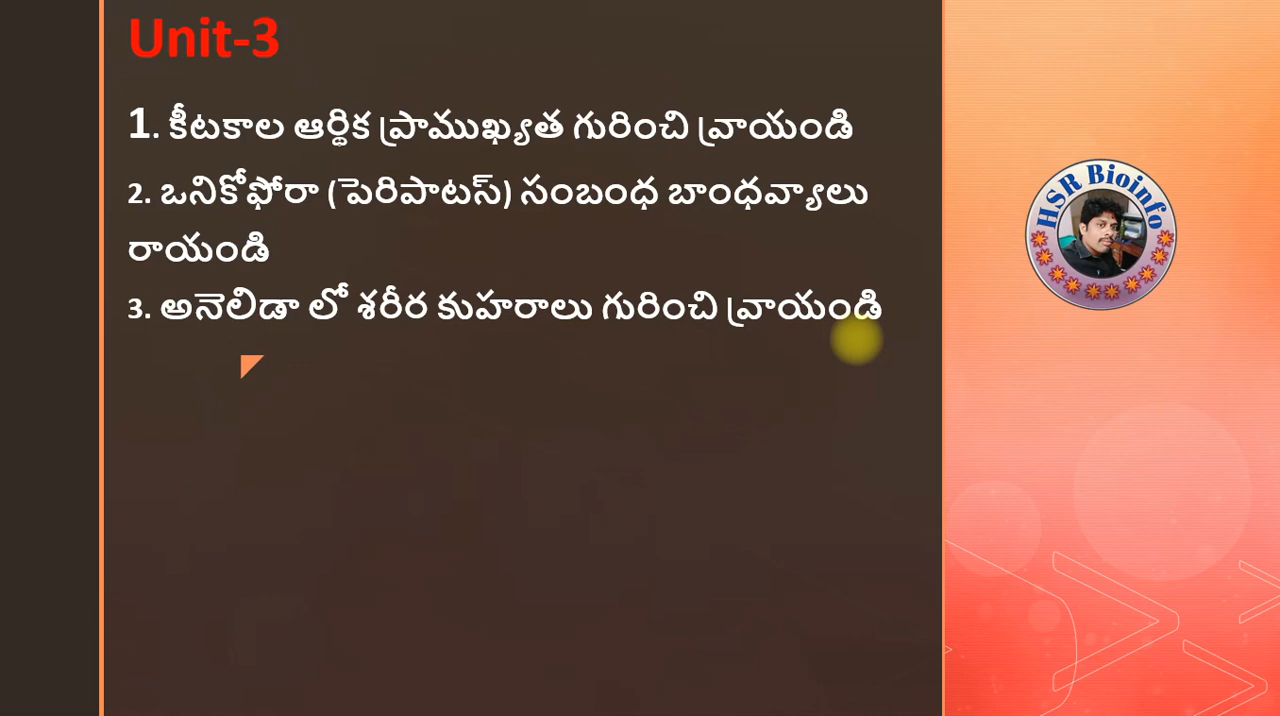 Unit-3
1. కీటకాల ఆర్థిక ప్రాముఖ్యత గురించి వ్రాయండి
2. ఒనికోఫోరా (పెరిపాటస్) సంబంధ బాంధవ్యాలు
రాయండి
3. అనెలిడా లో శరీర కుహరాలు గురించి వ్రాయండి
HSR Bioinfo